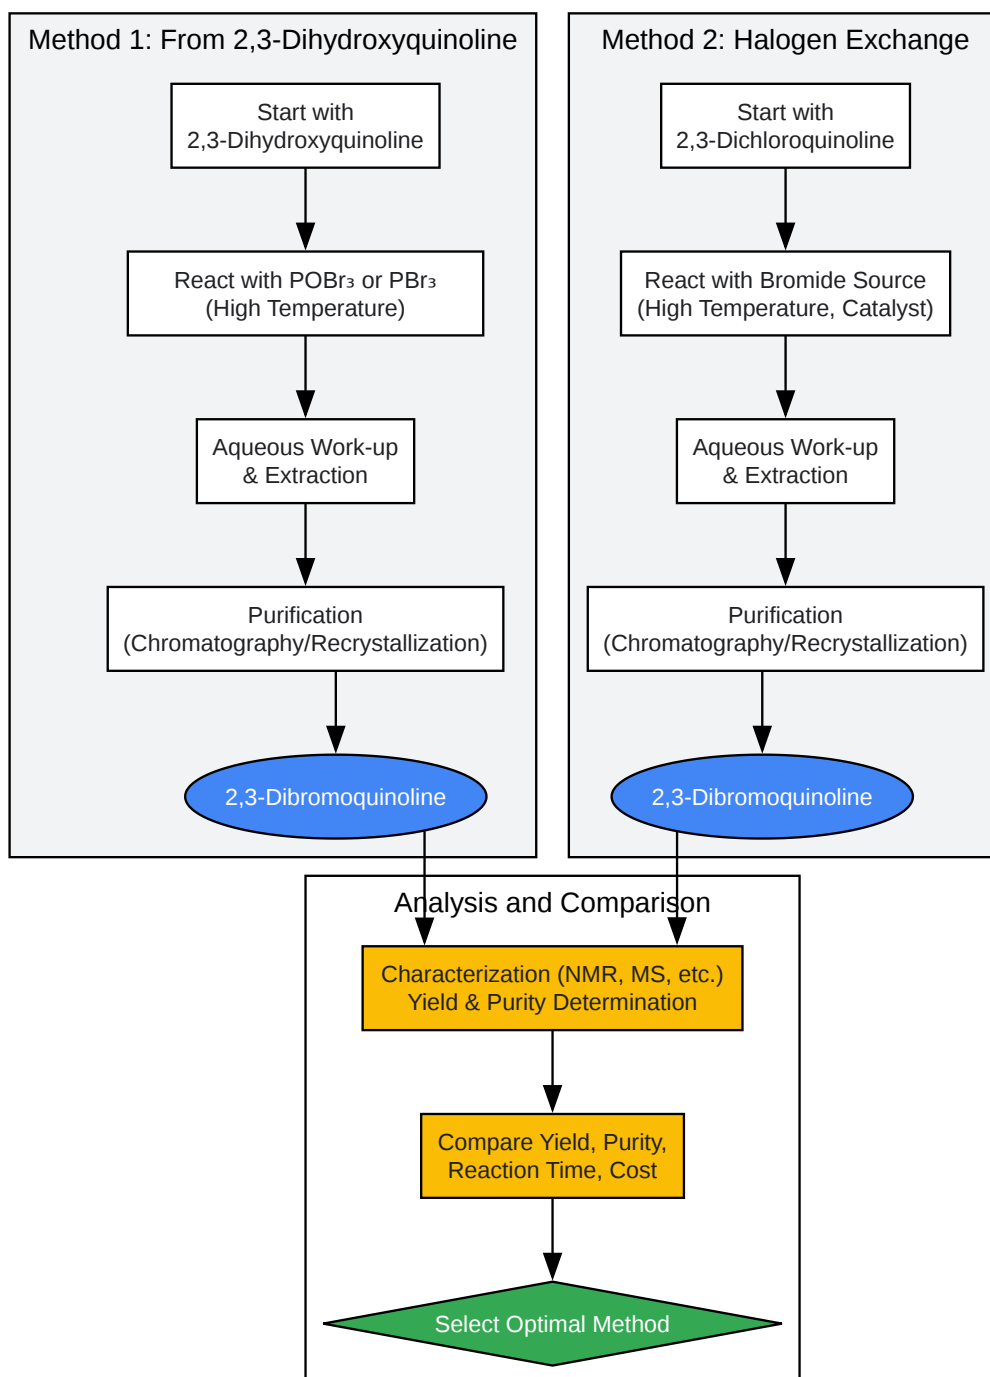 Method 1: From 2,3-Dihydroxyquinoline
Start with
2,3-Dihydroxyquinoline
React with POBr₃ or PBr₃
(High Temperature)
Aqueous Work-up
& Extraction
Purification
(Chromatography/Recrystallization)
2,3-Dibromoquinoline
Method 2: Halogen Exchange
Start with
2,3-Dichloroquinoline
React with Bromide Source
(High Temperature, Catalyst)
Aqueous Work-up
& Extraction
Purification
(Chromatography/Recrystallization)
2,3-Dibromoquinoline
Analysis and Comparison
Characterization (NMR, MS, etc.)
Yield & Purity Determination
Compare Yield, Purity,
Reaction Time, Cost
Select Optimal Method